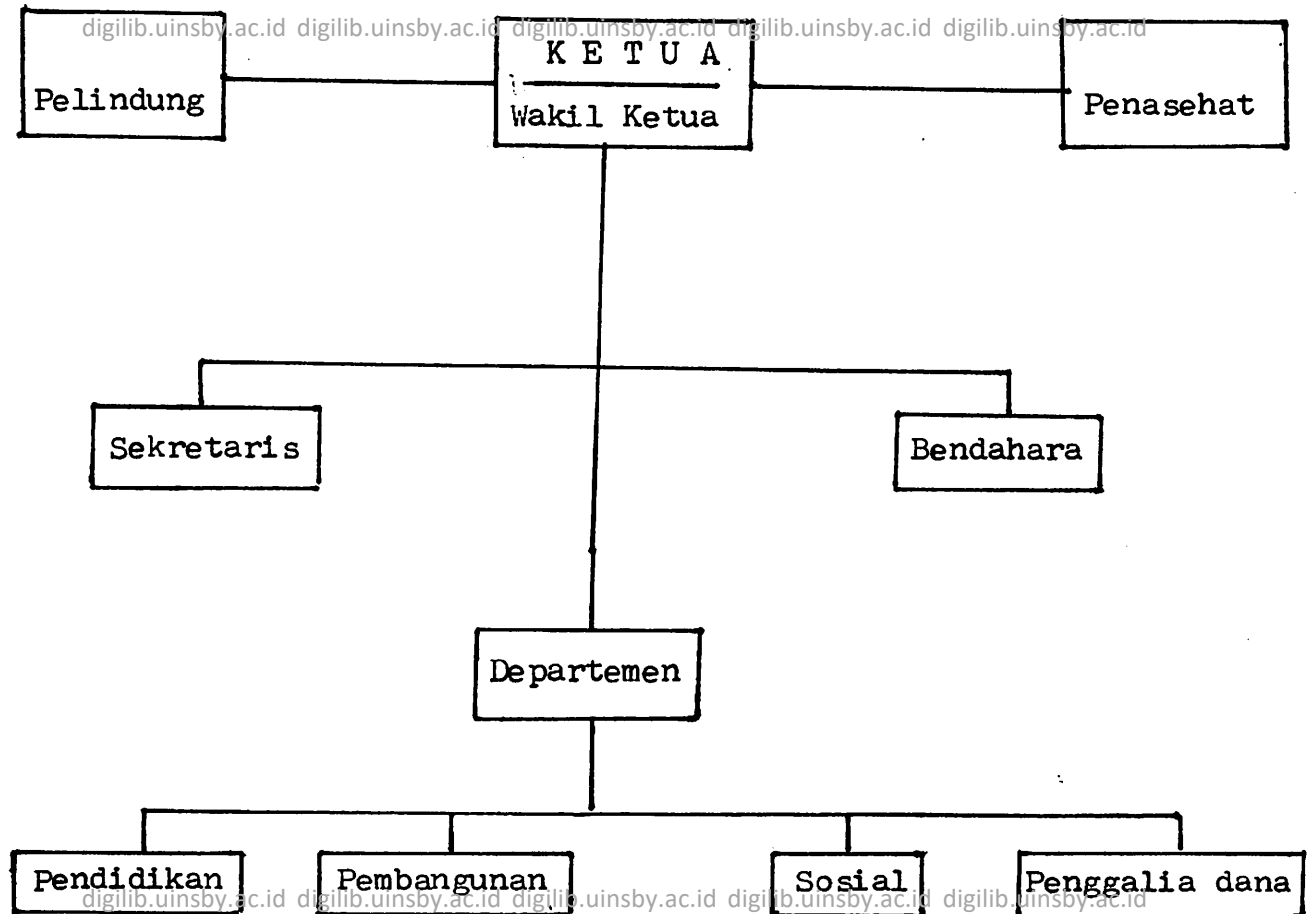 digilib.uinsby.ac.id digilib.uinsby.ac.id digilib.uinsby.ac.id digilib.uinsby.ac.id digilib.uinsby.ac.id
Pelindung
K E T U A
Wakil Ketua
Penasehat
Sekretaris
Bendahara
Departemen
Pendidikan
Pembangunan
Sosial
Penggalia dana
digilib.uinsby.ac.id digilib.uinsby.ac.id digilib.uinsby.ac.id digilib.uinsby.ac.id digilib.uinsby.ac.id